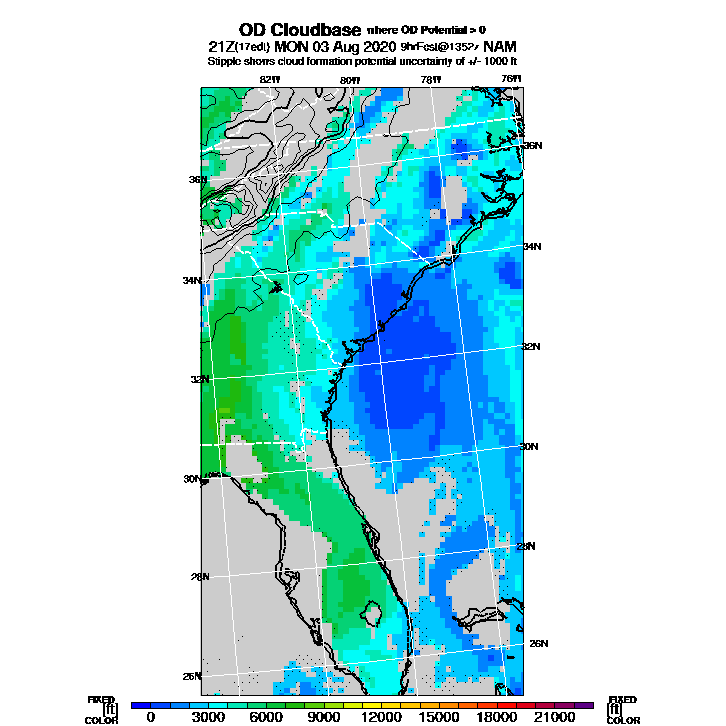 OD Cloudbase where OD Potential > 0
21Z(17edt) MON 03 Aug 2020 9hrFcst@1352z NAM
Stipple shows cloud formation potential uncertainty of +/- 1000 ft
82W 80W 78W 76W
36N
36N
34N
34N
32N
32N
30N
30N
28N
28N
26N
26N
FIXED FIXED
[ft] [ft]
COLOR COLOR
0 3000 6000 9000 12000 15000 18000 21000